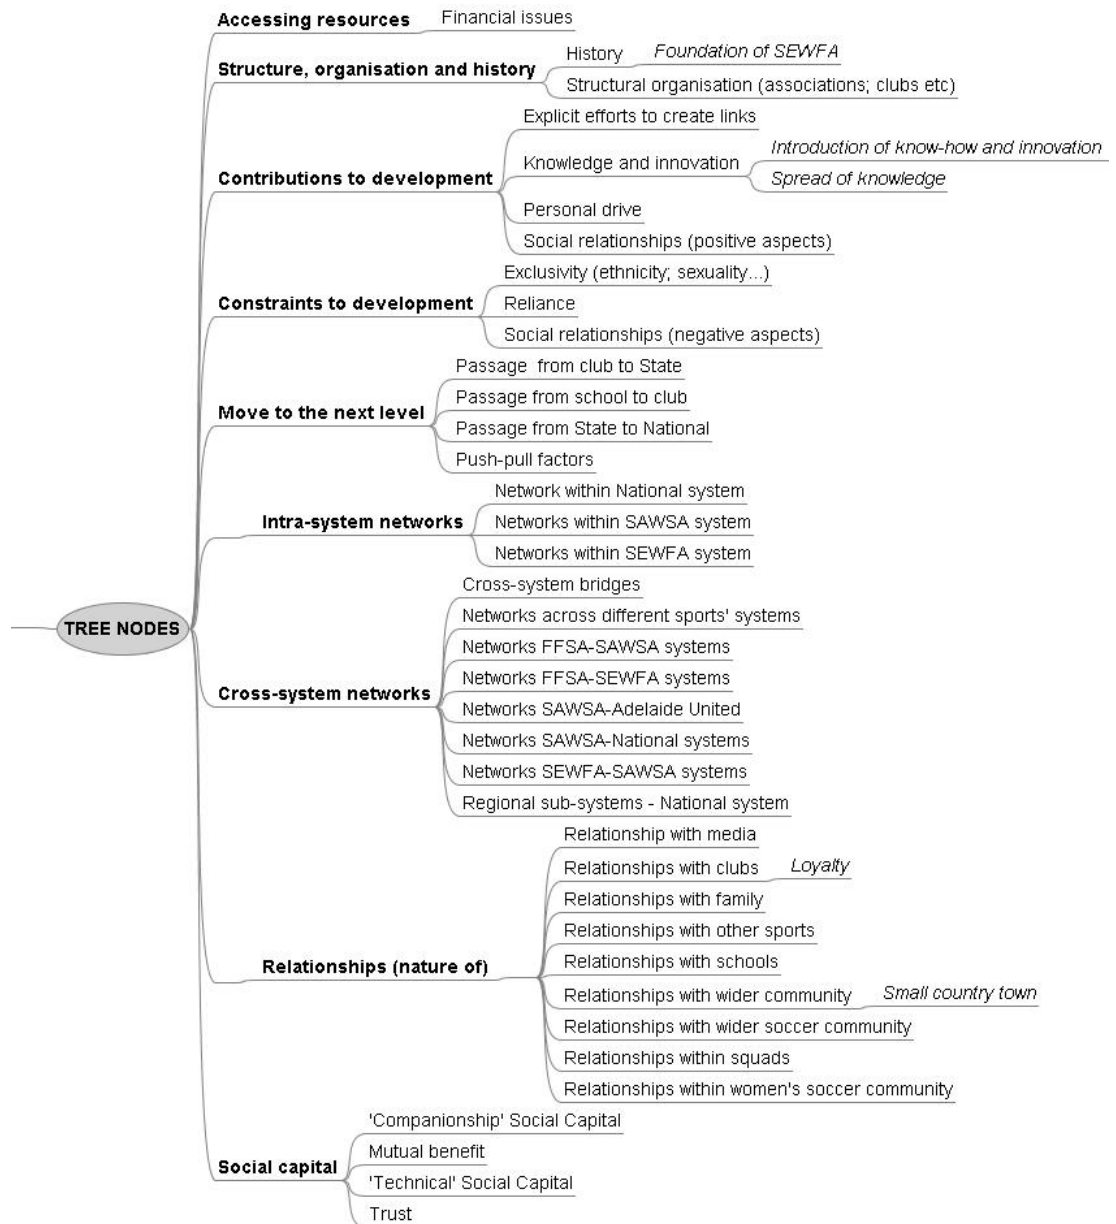 TREE NODES
Accessing resources
Financial issues
Structure, organisation and history
History
Foundation of SEWFA
Structural organisation (associations; clubs etc)
Contributions to development
Explicit efforts to create links
Knowledge and innovation
Introduction of know-how and innovation
Spread of knowledge
Personal drive
Social relationships (positive aspects)
Constraints to development
Exclusivity (ethnicity; sexuality...)
Reliance
Social relationships (negative aspects)
Move to the next level
Passage from club to State
Passage from school to club
Passage from State to National
Push-pull factors
Intra-system networks
Network within National system
Networks within SAWSA system
Networks within SEWFA system
Cross-system networks
Cross-system bridges
Networks across different sports' systems
Networks FFSA-SAWSA systems
Networks FFSA-SEWFA systems
Networks SAWSA-Adelaide United
Networks SAWSA-National systems
Networks SEWFA-SAWSA systems
Regional sub-systems - National system
Relationships (nature of)
Relationship with media
Relationships with clubs
Loyalty
Relationships with family
Relationships with other sports
Relationships with schools
Relationships with wider community
Small country town
Relationships with wider soccer community
Relationships within squads
Relationships within women's soccer community
Social capital
'Companionship' Social Capital
Mutual benefit
'Technical' Social Capital
Trust